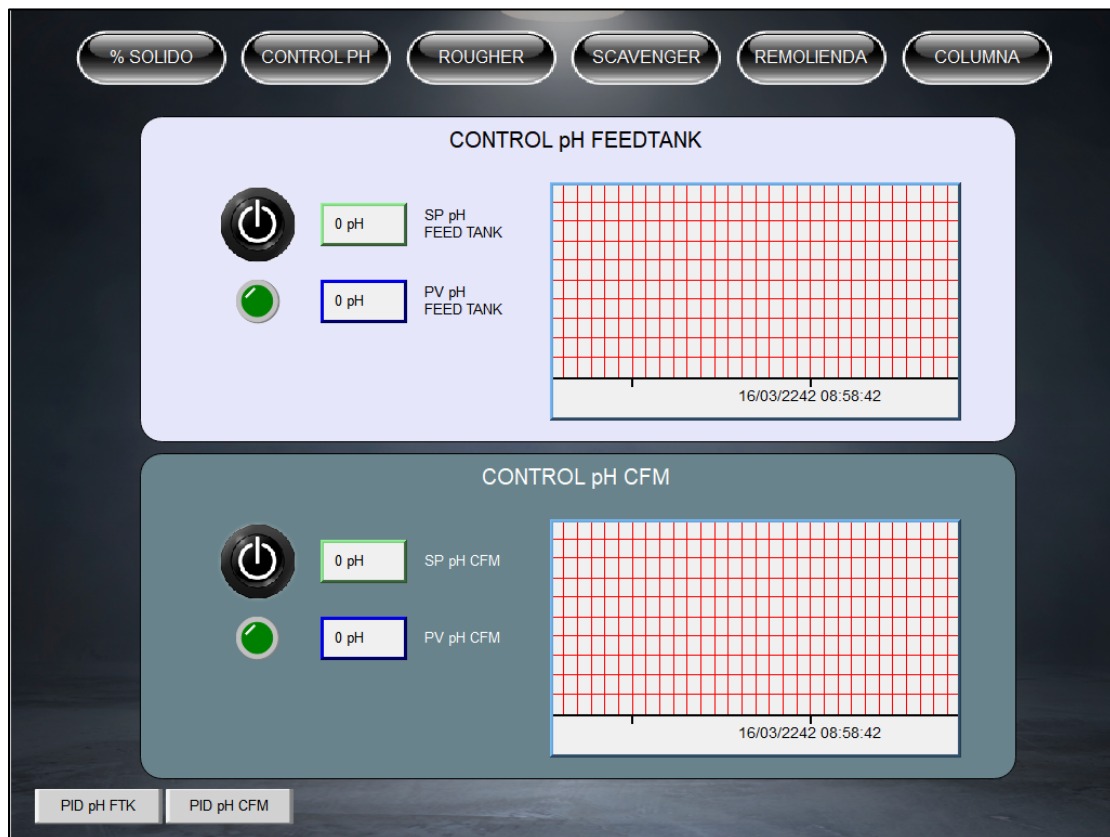 % SOLIDO
CONTROL PH
ROUGHER
SCAVENGER
REMOLIENDA
COLUMNA
CONTROL pH FEEDTANK
0 pH
SP pH
FEED TANK
0 pH
PV pH
FEED TANK
16/03/2242 08:58:42
CONTROL pH CFM
0 pH
SP pH CFM
0 pH
PV pH CFM
16/03/2242 08:58:42
PID pH FTK
PID pH CFM